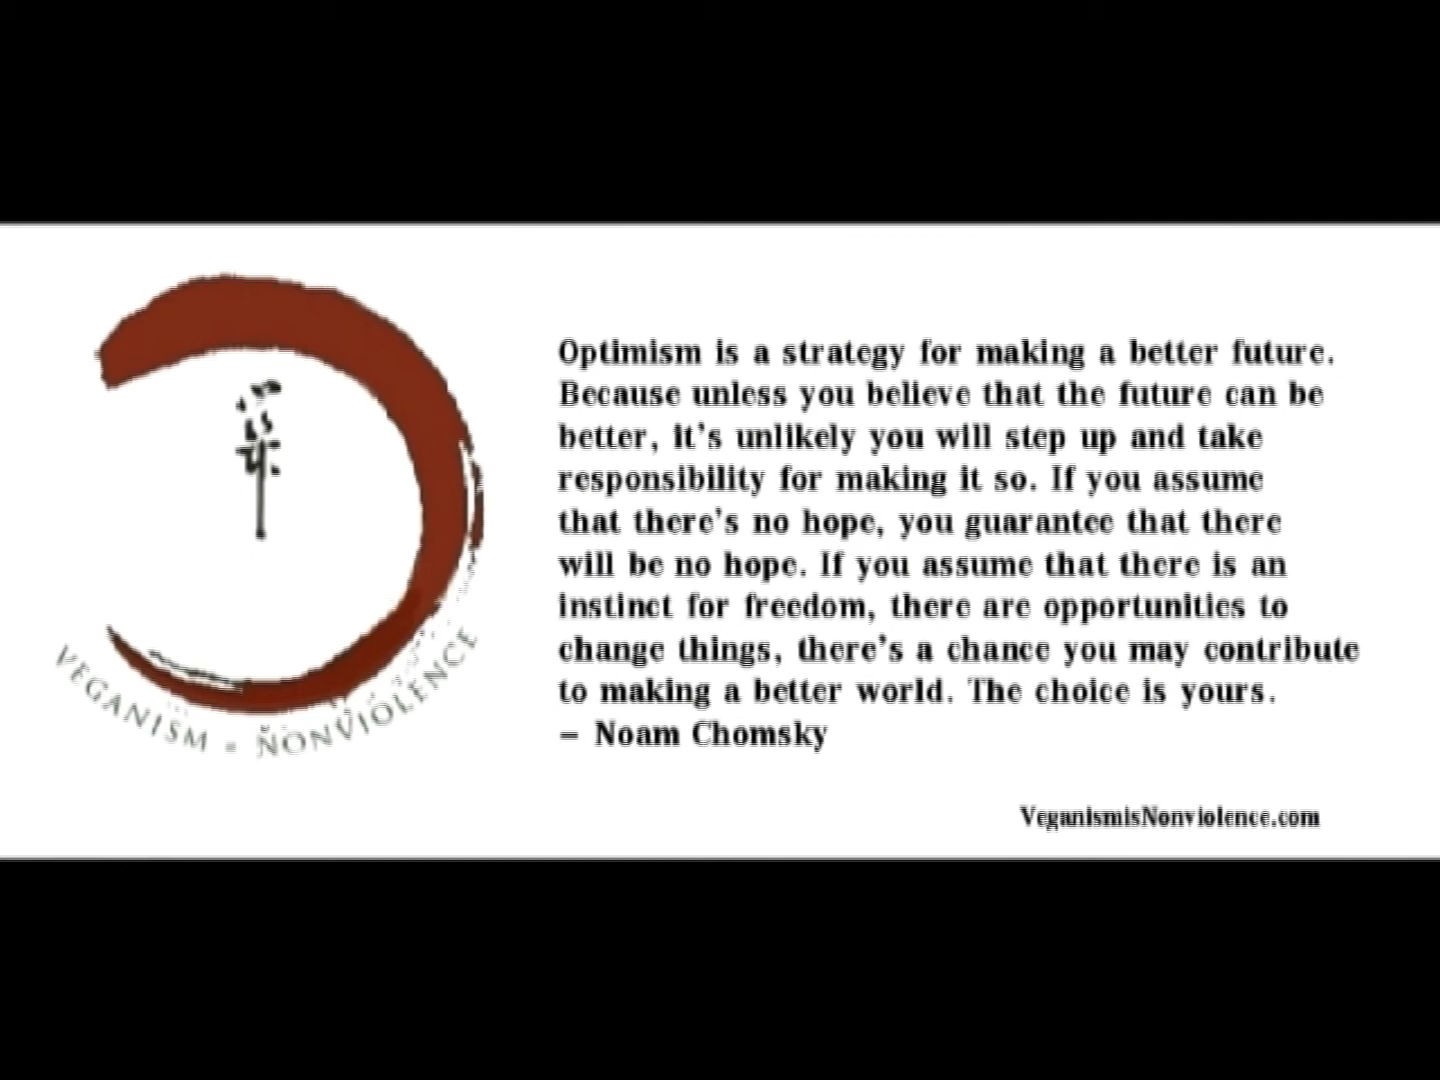 Optimism is a strategy for making a better future.
Because unless you believe that the future can be
better, it's unlikely you will step up and take
responsibility for making it so. If you assume
that there's no hope, you guarantee that there
will be no hope. If you assume that there is an
instinct for freedom, there are opportunities to
change things, there's a chance you may contribute
to making a better world. The choice is yours.
– Noam Chomsky
VEGANISM = NONVIOLENCE
VeganismisNonviolence.com